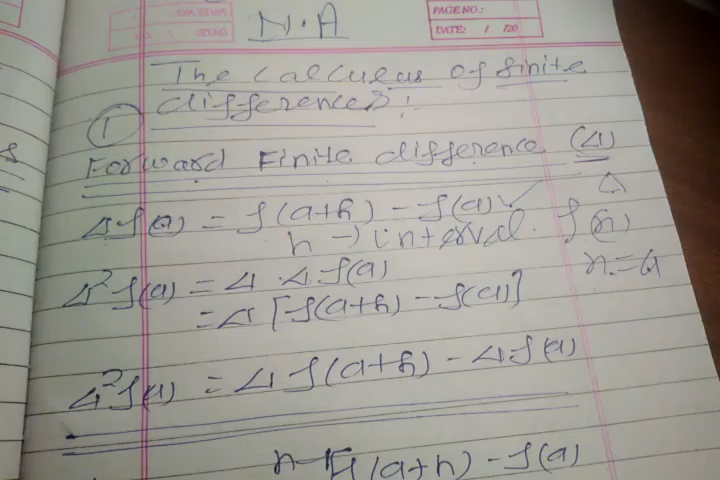 N.A
PAGE NO.:
DATE: / /20
The calculus of finite
differences:
1
Forward Finite difference (Δ)
Δ
Δf(a) = f(a+h) - f(a)
h → interval.
f(n)
n = a
Δ²f(a) = Δ · Δf(a)
= Δ [f(a+h) - f(a)]
Δ²f(a) = Δf(a+h) - Δf(a)
f(a+h) - f(a)